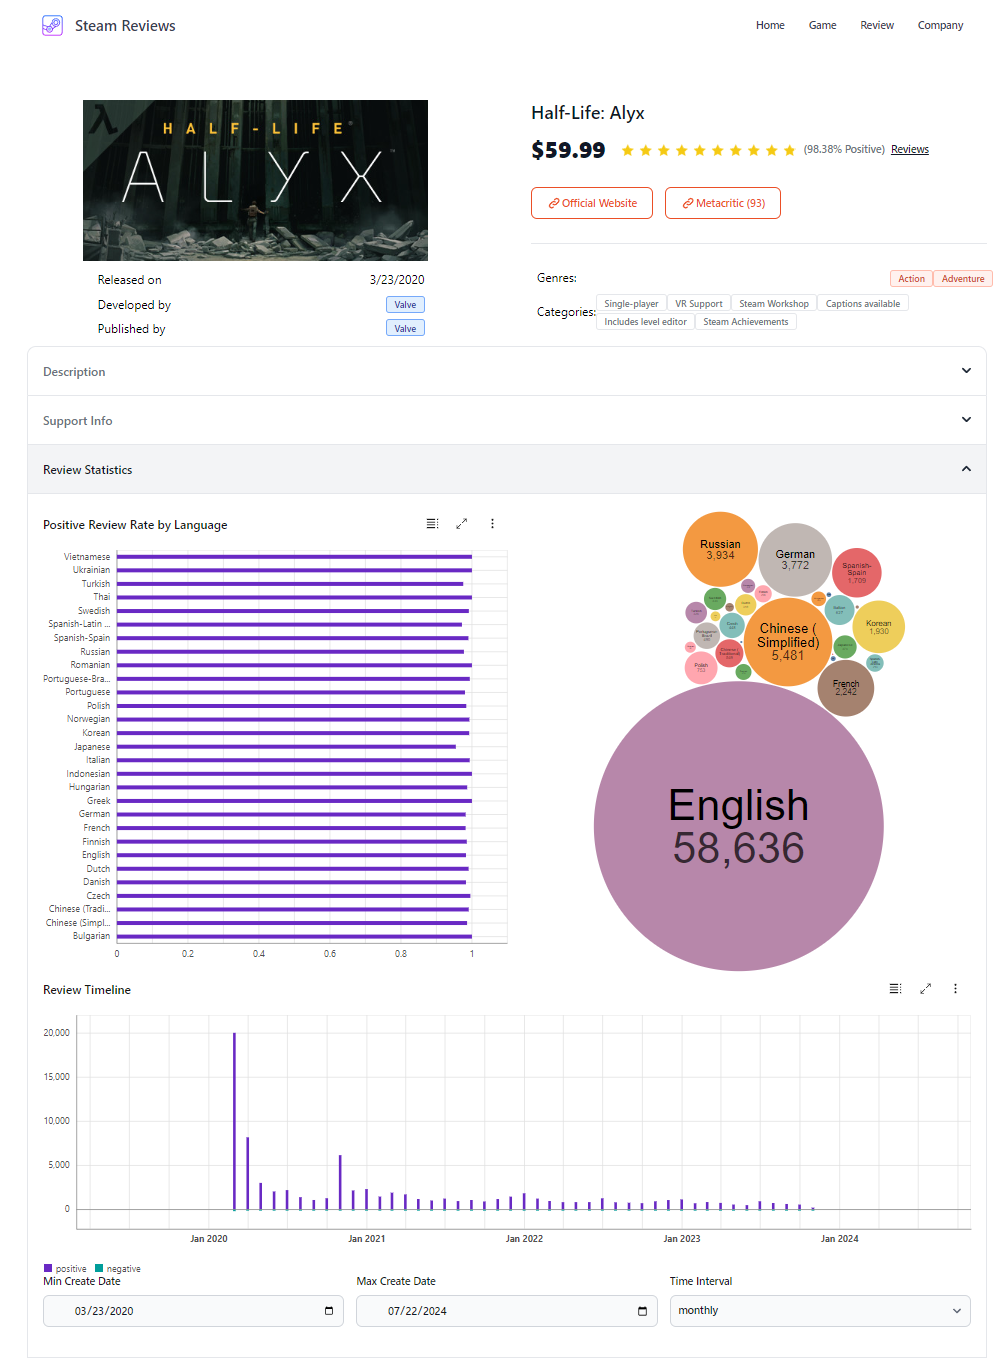 Steam Reviews
Home Game Review Company
HALF-LIFE
ALYX
Released on 3/23/2020
Developed by Valve
Published by Valve
Half-Life: Alyx
$59.99 (98.38% Positive) Reviews
Official Website Metacritic (93)
Genres: Action Adventure
Categories: Single-player VR Support Steam Workshop Captions available
Includes level editor Steam Achievements
Description
Support Info
Review Statistics
Positive Review Rate by Language
Vietnamese
Ukrainian
Turkish
Thai
Swedish
Spanish-Latin ...
Spanish-Spain
Russian
Romanian
Portuguese-Bra...
Portuguese
Polish
Norwegian
Korean
Japanese
Italian
Indonesian
Hungarian
Greek
German
French
Finnish
English
Dutch
Danish
Czech
Chinese (Tradi...
Chinese (Simpl...
Bulgarian
0 0.2 0.4 0.6 0.8 1
Russian
3,934
German
3,772
Spanish-
Spain
1,709
Korean
1,930
Chinese (
Simplified)
5,481
Polish
753
French
2,242
English
58,636
Review Timeline
20,000
15,000
10,000
5,000
0
Jan 2020 Jan 2021 Jan 2022 Jan 2023 Jan 2024
positive negative
Min Create Date Max Create Date Time Interval
03/23/2020 07/22/2024 monthly